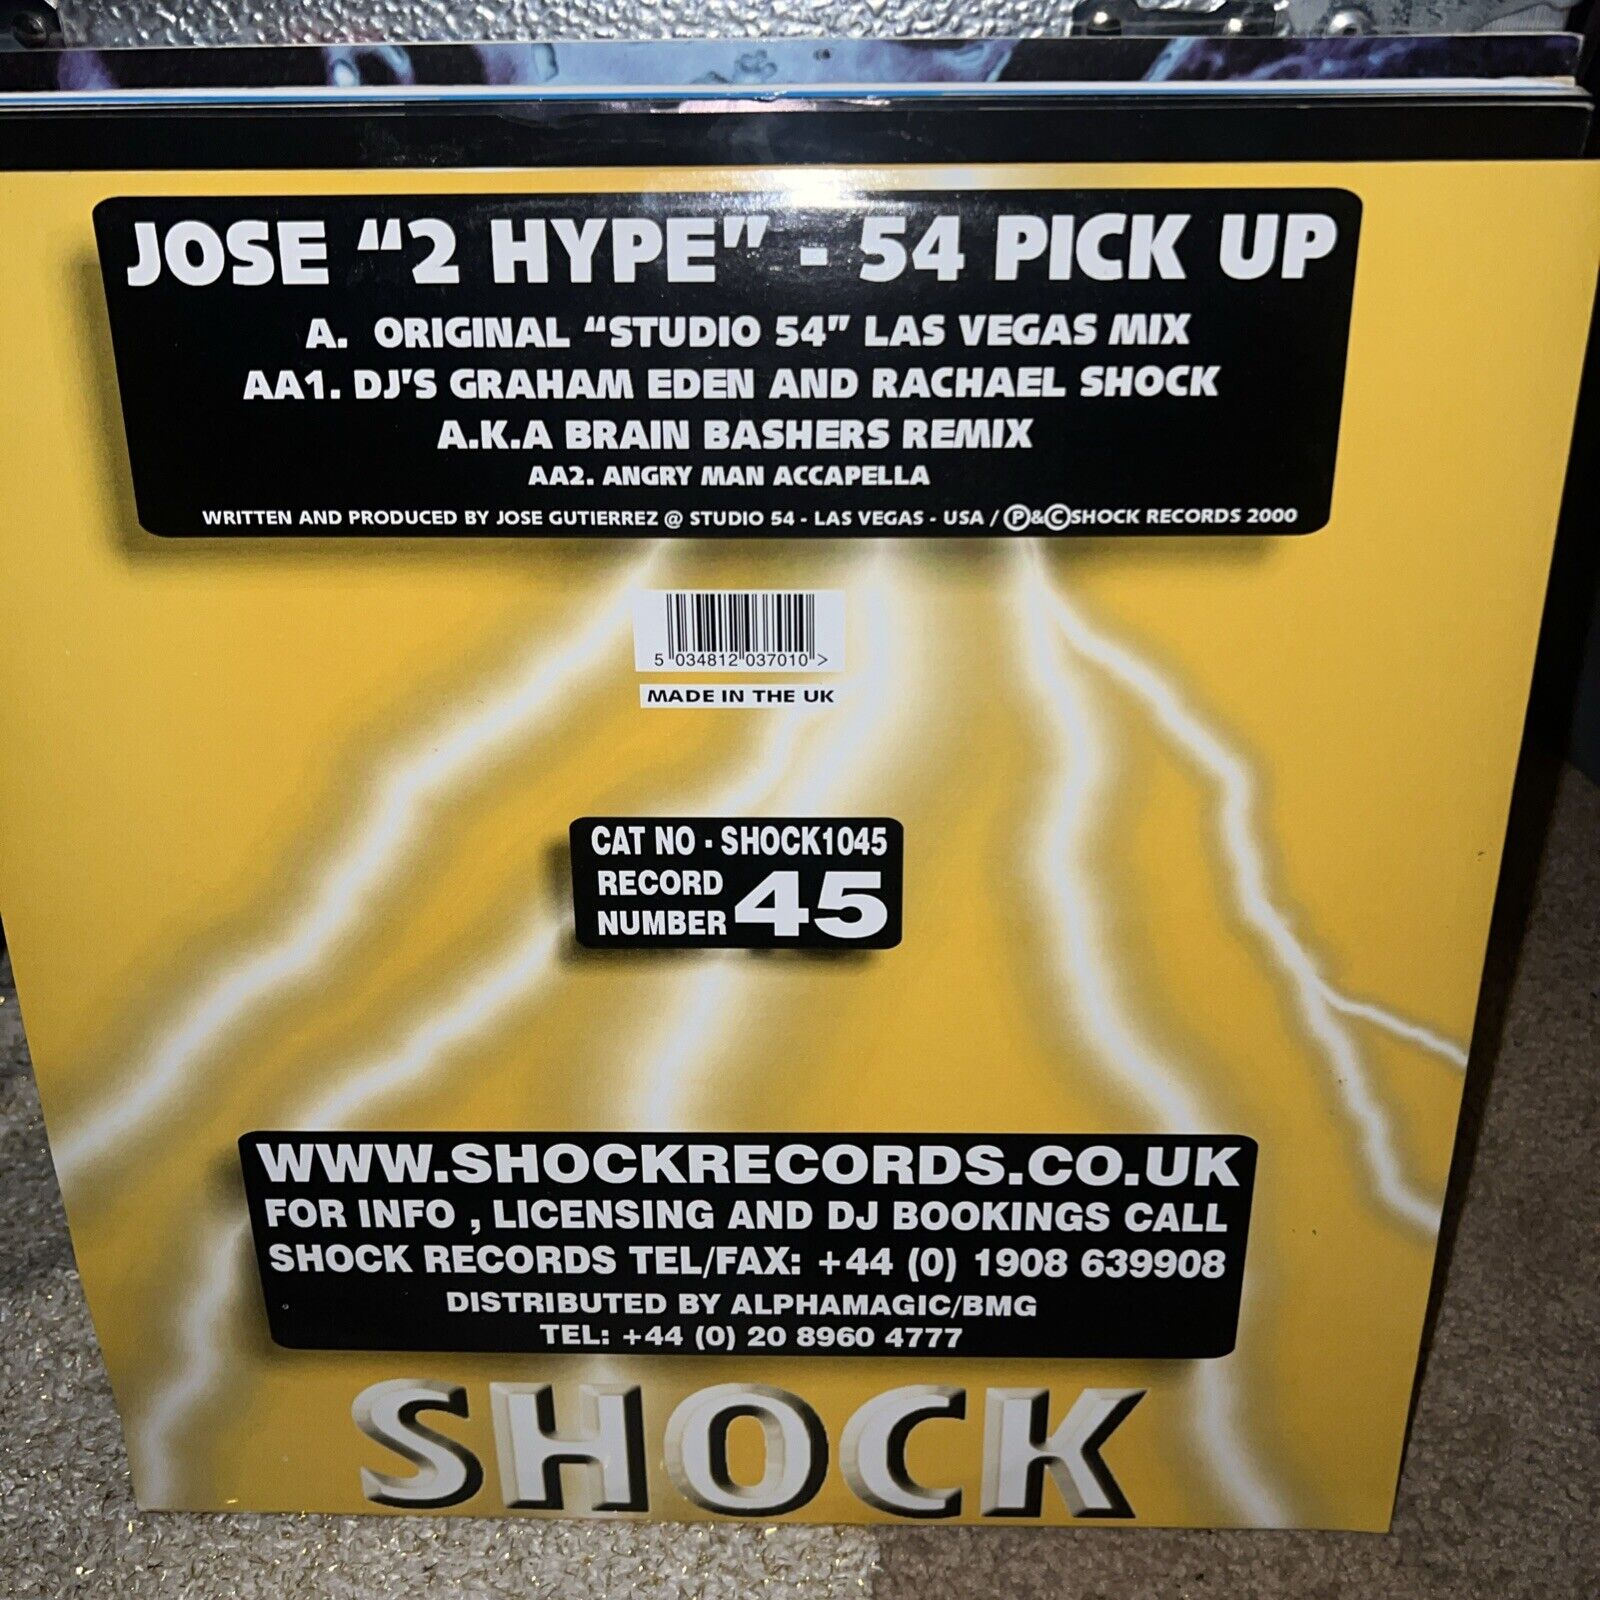 JOSE “2 HYPE” - 54 PICK UP
A. ORIGINAL “STUDIO 54” LAS VEGAS MIX
AA1. DJ'S GRAHAM EDEN AND RACHAEL SHOCK
A.K.A BRAIN BASHERS REMIX
AA2. ANGRY MAN ACCAPELLA
WRITTEN AND PRODUCED BY JOSE GUTIERREZ @ STUDIO 54 - LAS VEGAS - USA / ℗&©SHOCK RECORDS 2000
5 034812 037010 >
MADE IN THE UK
CAT NO · SHOCK1045
RECORD
NUMBER 45
WWW.SHOCKRECORDS.CO.UK
FOR INFO , LICENSING AND DJ BOOKINGS CALL
SHOCK RECORDS TEL/FAX: +44 (0) 1908 639908
DISTRIBUTED BY ALPHAMAGIC/BMG
TEL: +44 (0) 20 8960 4777
SHOCK